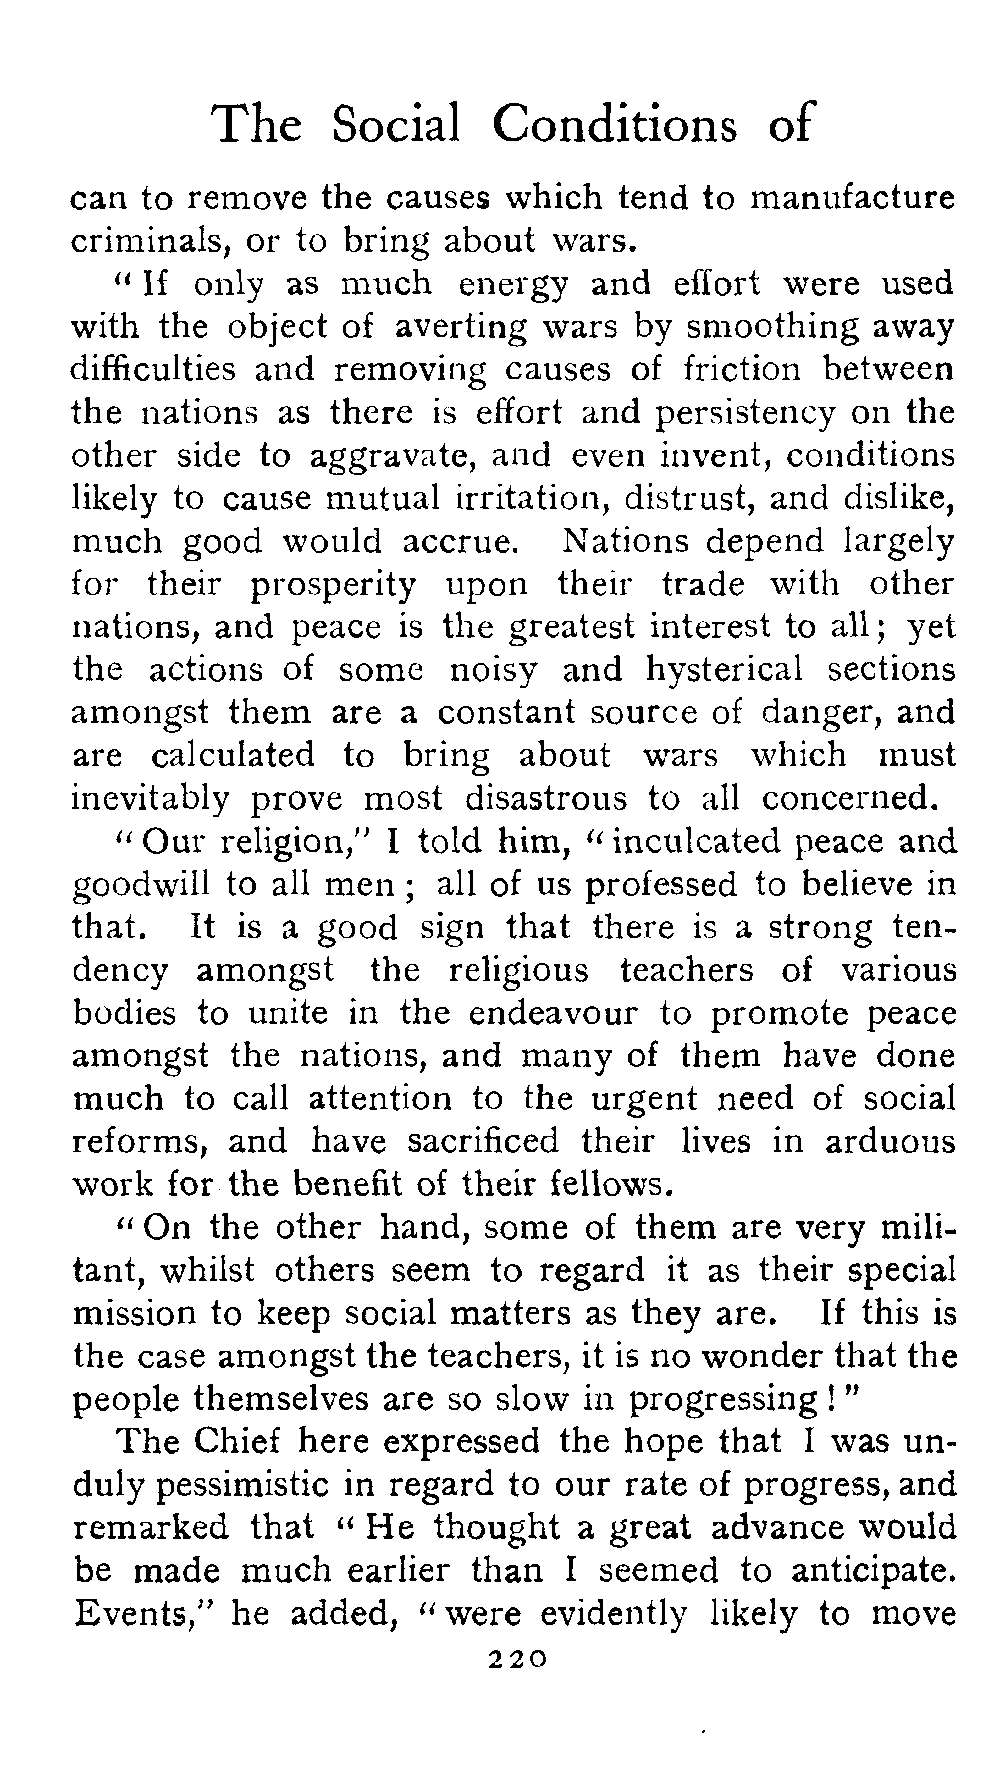 The Social Conditions of
can to remove the causes which tend to manufacture
criminals, or to bring about wars.
“ If only as much energy and effort were used
with the object of averting wars by smoothing away
difficulties and removing causes of friction between
the nations as there is effort and persistency on the
other side to aggravate, and even invent, conditions
likely to cause mutual irritation, distrust, and dislike,
much good would accrue. Nations depend largely
for their prosperity upon their trade with other
nations, and peace is the greatest interest to all ; yet
the actions of some noisy and hysterical sections
amongst them are a constant source of danger, and
are calculated to bring about wars which must
inevitably prove most disastrous to all concerned.
“ Our religion,” I told him, “ inculcated peace and
goodwill to all men ; all of us professed to believe in
that. It is a good sign that there is a strong ten-
dency amongst the religious teachers of various
bodies to unite in the endeavour to promote peace
amongst the nations, and many of them have done
much to call attention to the urgent need of social
reforms, and have sacrificed their lives in arduous
work for the benefit of their fellows.
“ On the other hand, some of them are very mili-
tant, whilst others seem to regard it as their special
mission to keep social matters as they are. If this is
the case amongst the teachers, it is no wonder that the
people themselves are so slow in progressing ! ”
The Chief here expressed the hope that I was un-
duly pessimistic in regard to our rate of progress, and
remarked that “ He thought a great advance would
be made much earlier than I seemed to anticipate.
Events,” he added, “ were evidently likely to move
220